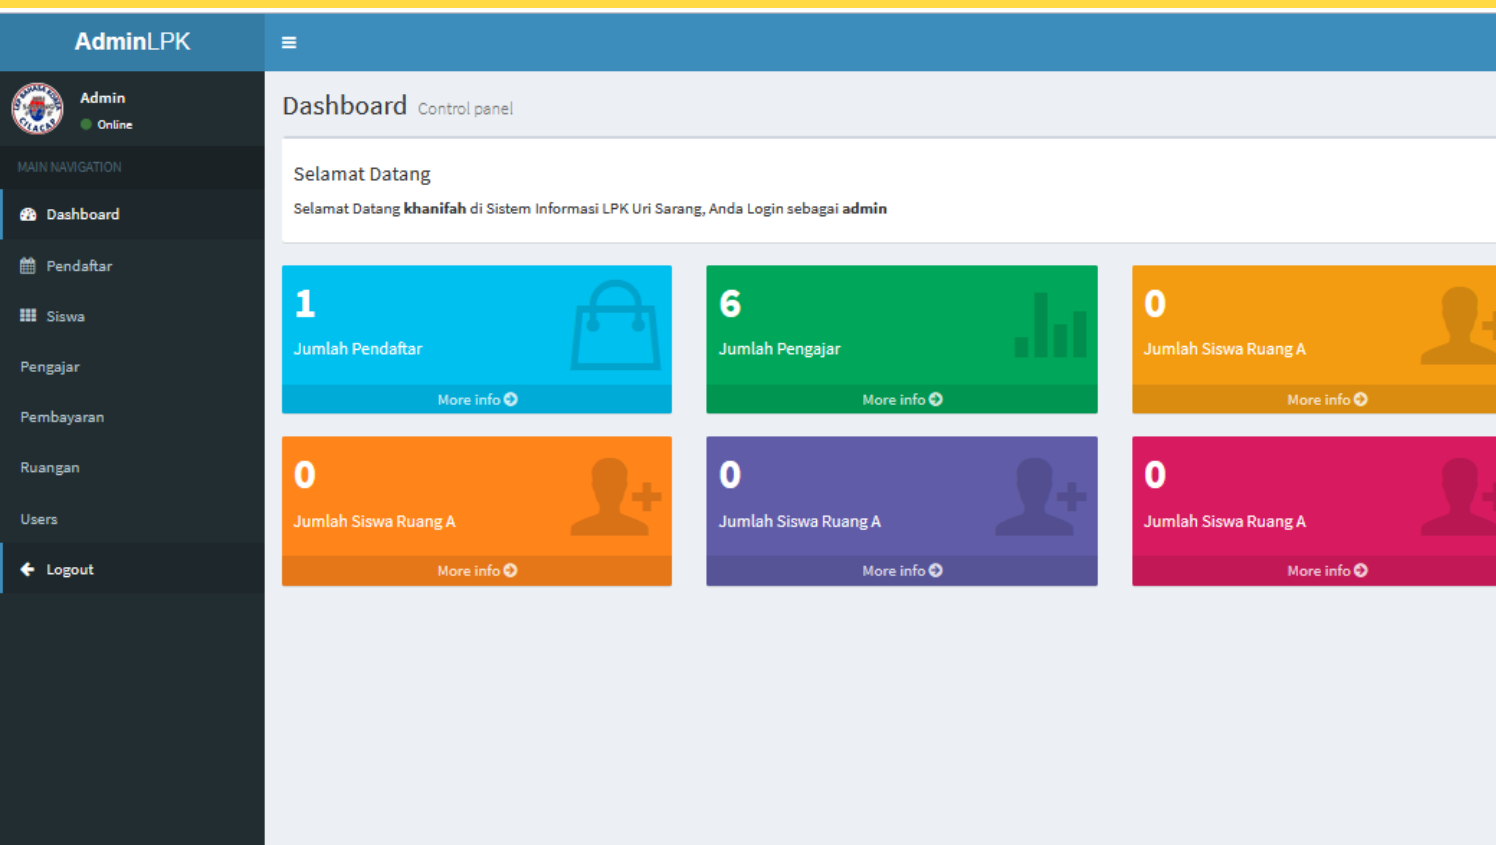 AdminLPK
Admin
Online
MAIN NAVIGATION
Dashboard
Pendaftar
Siswa
Pengajar
Pembayaran
Ruangan
Users
Logout
Dashboard Control panel
Selamat Datang
Selamat Datang khanifah di Sistem Informasi LPK Uri Sarang, Anda Login sebagai admin
1
Jumlah Pendaftar
More info
6
Jumlah Pengajar
More info
0
Jumlah Siswa Ruang A
More info
0
Jumlah Siswa Ruang A
More info
0
Jumlah Siswa Ruang A
More info
0
Jumlah Siswa Ruang A
More info